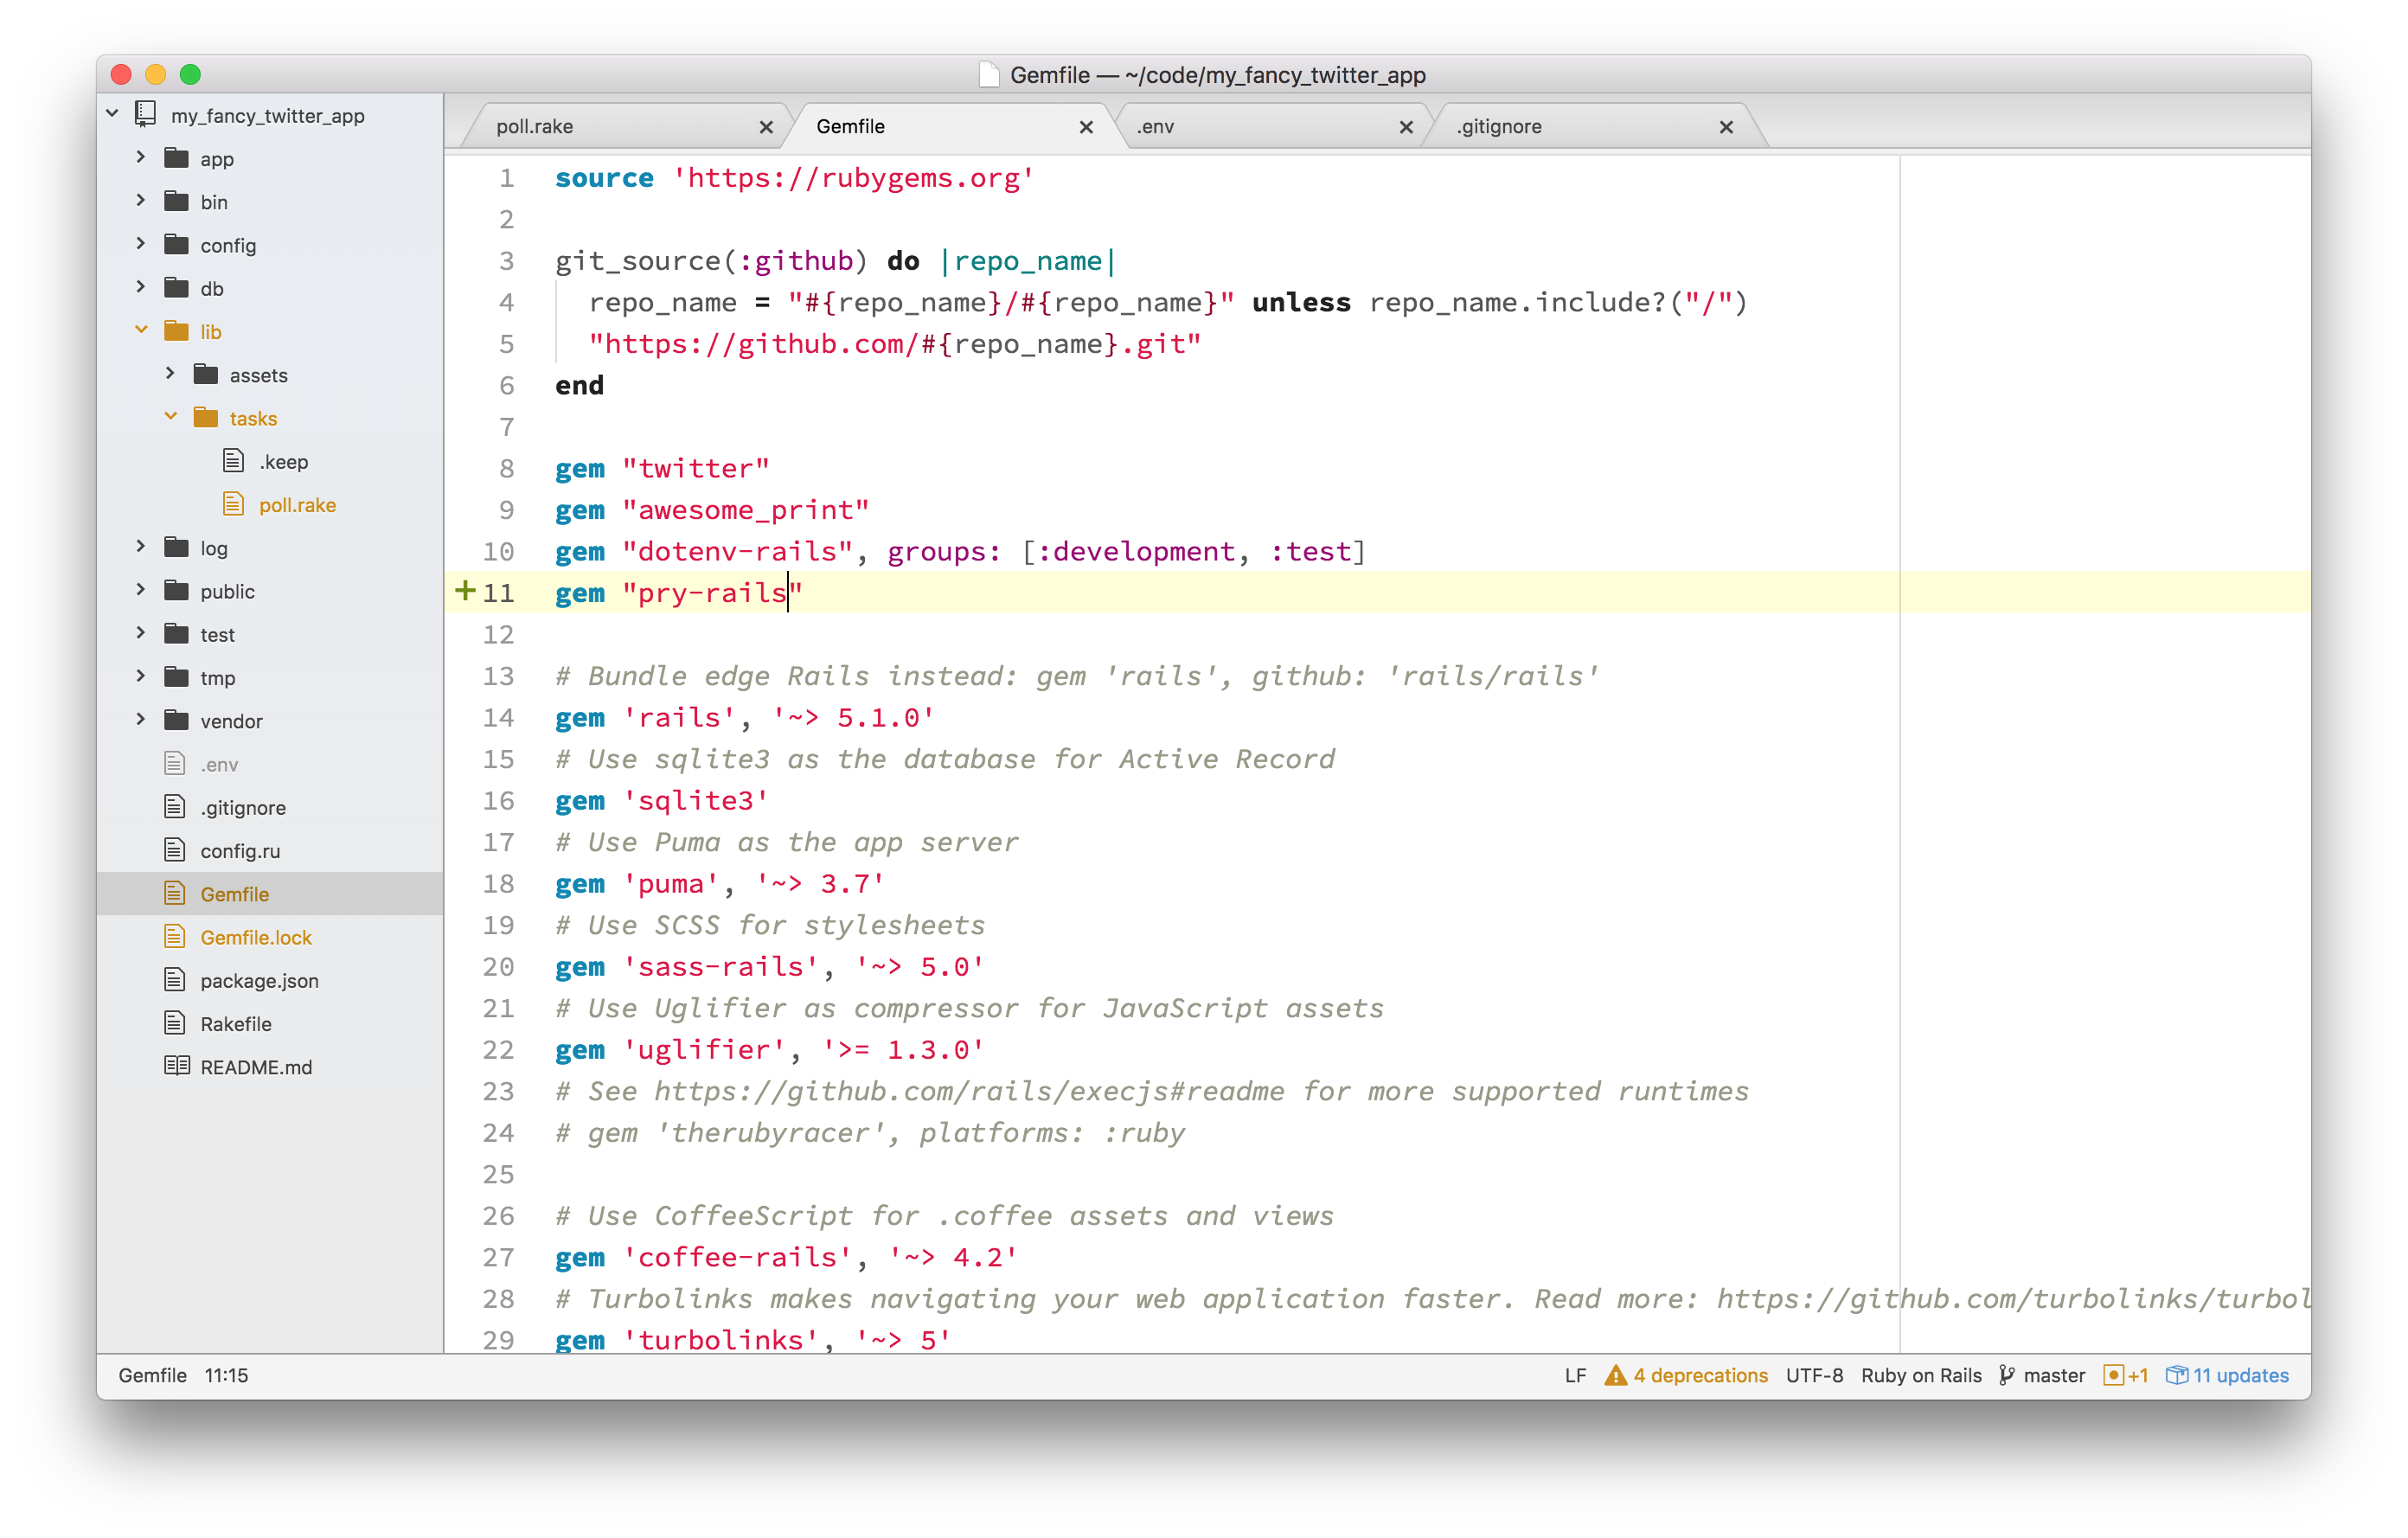 Gemfile — ~/code/my_fancy_twitter_app
my_fancy_twitter_app
app
bin
config
db
lib
assets
tasks
.keep
poll.rake
log
public
test
tmp
vendor
.env
.gitignore
config.ru
Gemfile
Gemfile.lock
package.json
Rakefile
README.md
poll.rake Gemfile .env .gitignore
1 source 'https://rubygems.org'
2
3 git_source(:github) do |repo_name|
4 repo_name = "#{repo_name}/#{repo_name}" unless repo_name.include?("/")
5 "https://github.com/#{repo_name}.git"
6 end
7
8 gem "twitter"
9 gem "awesome_print"
10 gem "dotenv-rails", groups: [:development, :test]
+ 11 gem "pry-rails"
12
13 # Bundle edge Rails instead: gem 'rails', github: 'rails/rails'
14 gem 'rails', '~> 5.1.0'
15 # Use sqlite3 as the database for Active Record
16 gem 'sqlite3'
17 # Use Puma as the app server
18 gem 'puma', '~> 3.7'
19 # Use SCSS for stylesheets
20 gem 'sass-rails', '~> 5.0'
21 # Use Uglifier as compressor for JavaScript assets
22 gem 'uglifier', '>= 1.3.0'
23 # See https://github.com/rails/execjs#readme for more supported runtimes
24 # gem 'therubyracer', platforms: :ruby
25
26 # Use CoffeeScript for .coffee assets and views
27 gem 'coffee-rails', '~> 4.2'
28 # Turbolinks makes navigating your web application faster. Read more: https://github.com/turbolinks/turbol
29 gem 'turbolinks', '~> 5'
Gemfile 11:15 LF 4 deprecations UTF-8 Ruby on Rails master +1 11 updates